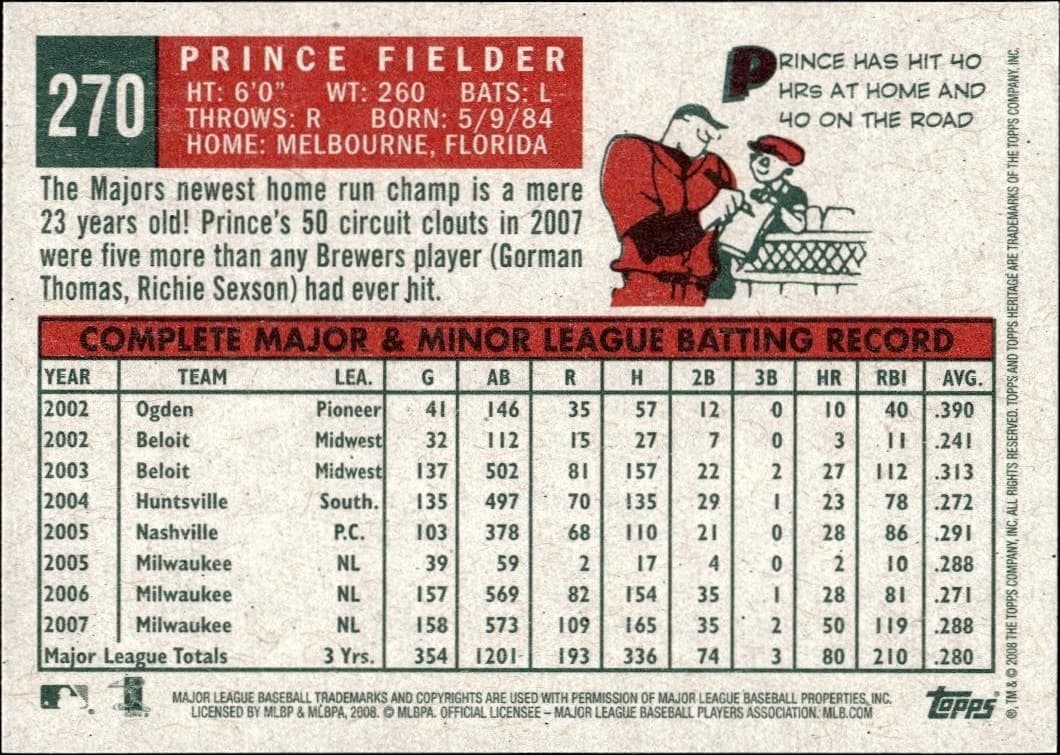 270
PRINCE FIELDER
HT: 6'0" WT: 260 BATS: L
THROWS: R BORN: 5/9/84
HOME: MELBOURNE, FLORIDA
The Majors newest home run champ is a mere
23 years old! Prince's 50 circuit clouts in 2007
were five more than any Brewers player (Gorman
Thomas, Richie Sexson) had ever hit.
PRINCE HAS HIT 40
HRS AT HOME AND
40 ON THE ROAD
COMPLETE MAJOR & MINOR LEAGUE BATTING RECORD
YEAR TEAM LEA. G AB R H 2B 3B HR RBI AVG.
2002 Ogden Pioneer 41 146 35 57 12 0 10 40 .390
2002 Beloit Midwest 32 112 15 27 7 0 3 11 .241
2003 Beloit Midwest 137 502 81 157 22 2 27 112 .313
2004 Huntsville South. 135 497 70 135 29 1 23 78 .272
2005 Nashville P.C. 103 378 68 110 21 0 28 86 .291
2005 Milwaukee NL 39 59 2 17 4 0 2 10 .288
2006 Milwaukee NL 157 569 82 154 35 1 28 81 .271
2007 Milwaukee NL 158 573 109 165 35 2 50 119 .288
Major League Totals 3 Yrs. 354 1201 193 336 74 3 80 210 .280
MAJOR LEAGUE BASEBALL TRADEMARKS AND COPYRIGHTS ARE USED WITH PERMISSION OF MAJOR LEAGUE BASEBALL PROPERTIES, INC.
LICENSED BY MLBP & MLBPA, 2008. © MLBPA. OFFICIAL LICENSEE – MAJOR LEAGUE BASEBALL PLAYERS ASSOCIATION. MLB.COM
Topps
®, TM & © 2008 THE TOPPS COMPANY, INC. ALL RIGHTS RESERVED. TOPPS AND TOPPS HERITAGE ARE TRADEMARKS OF THE TOPPS COMPANY, INC.